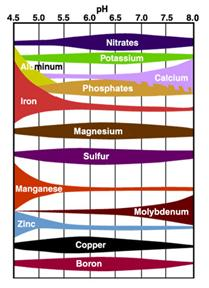 pH
4.5 5.0 5.5 6.0 6.5 7.0 7.5 8.0
Nitrates
Potassium
Aluminum
Calcium
Phosphates
Iron
Magnesium
Sulfur
Manganese
Molybdenum
Zinc
Copper
Boron